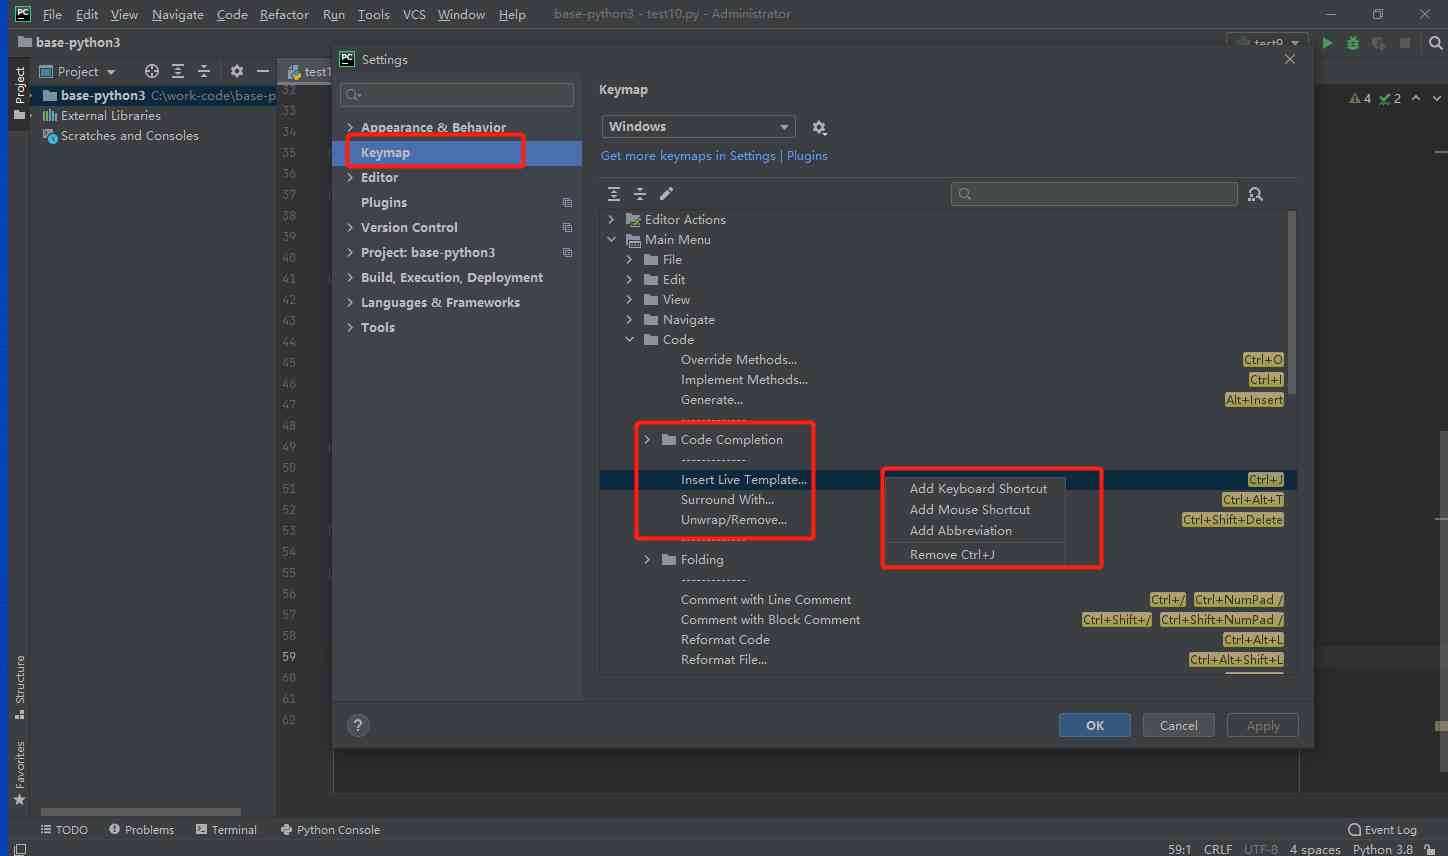 PC File Edit View Navigate Code Refactor Run Tools VCS Window Help base-python3 - test10.py - Administrator
base-python3 test9
Project test1
PC Settings
base-python3 C:\work-code\base-p
External Libraries
Scratches and Consoles
Project
Structure
Favorites
32
33
34
35
36
37
38
39
40
41
42
43
44
45
46
47
48
49
50
51
52
53
54
55
56
57
58
59
60
61
62
Appearance & Behavior
Keymap
Editor
Plugins
Version Control
Project: base-python3
Build, Execution, Deployment
Languages & Frameworks
Tools
Keymap
Windows
Get more keymaps in Settings | Plugins
4 2
Editor Actions
Main Menu
File
Edit
View
Navigate
Code
Override Methods... Ctrl+O
Implement Methods... Ctrl+I
Generate... Alt+Insert
-------------
Code Completion
-------------
Insert Live Template... Ctrl+J
Surround With... Ctrl+Alt+T
Unwrap/Remove... Ctrl+Shift+Delete
-------------
Add Keyboard Shortcut
Add Mouse Shortcut
Add Abbreviation
Remove Ctrl+J
Folding
-------------
Comment with Line Comment Ctrl+/ Ctrl+NumPad /
Comment with Block Comment Ctrl+Shift+/ Ctrl+Shift+NumPad /
Reformat Code Ctrl+Alt+L
Reformat File... Ctrl+Alt+Shift+L
? OK Cancel Apply
TODO Problems Terminal Python Console Event Log
59:1 CRLF UTF-8 4 spaces Python 3.8